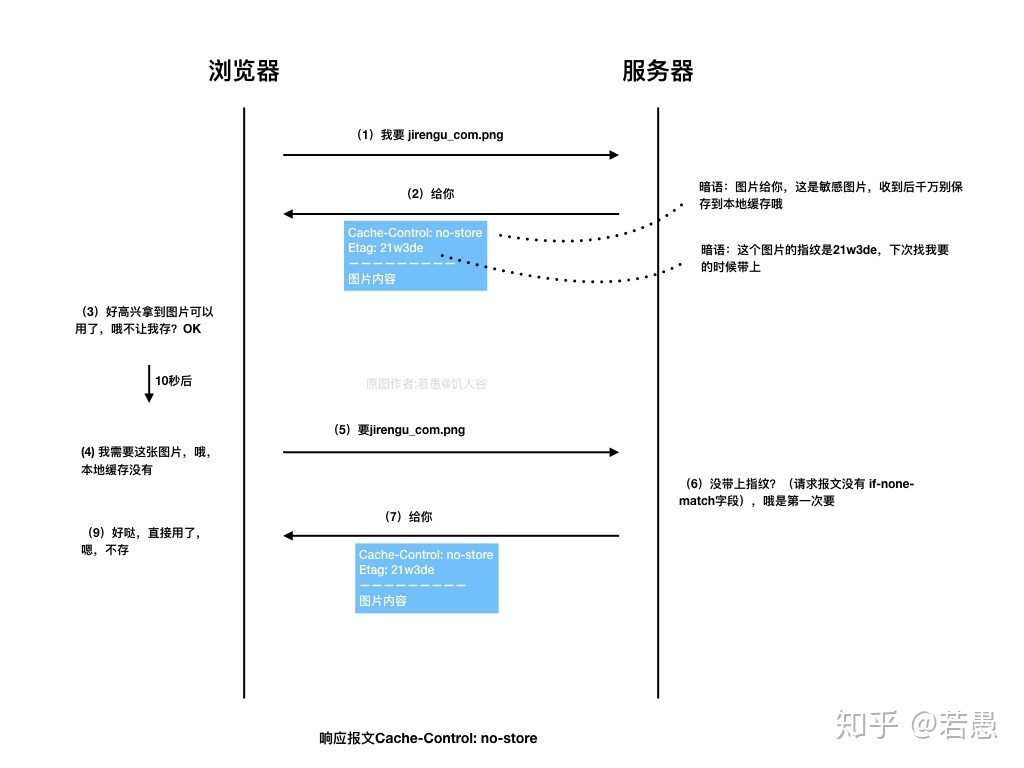 浏览器
服务器
（1）我要 jirengu_com.png
（2）给你
Cache-Control: no-store
Etag: 21w3de
—————————
图片内容
暗语：图片给你，这是敏感图片，收到后千万别保
存到本地缓存哦
暗语：这个图片的指纹是21w3de，下次找我要
的时候带上
（3）好高兴拿到图片可以
用了，哦不让我存？OK
10秒后
原图作者:若愚@饥人谷
(4) 我需要这张图片，哦，
本地缓存没有
（5）要jirengu_com.png
（6）没带上指纹？（请求报文没有 if-none-
match字段），哦是第一次要
（7）给你
Cache-Control: no-store
Etag: 21w3de
—————————
图片内容
（9）好哒，直接用了，
嗯，不存
响应报文Cache-Control: no-store
知乎 @若愚